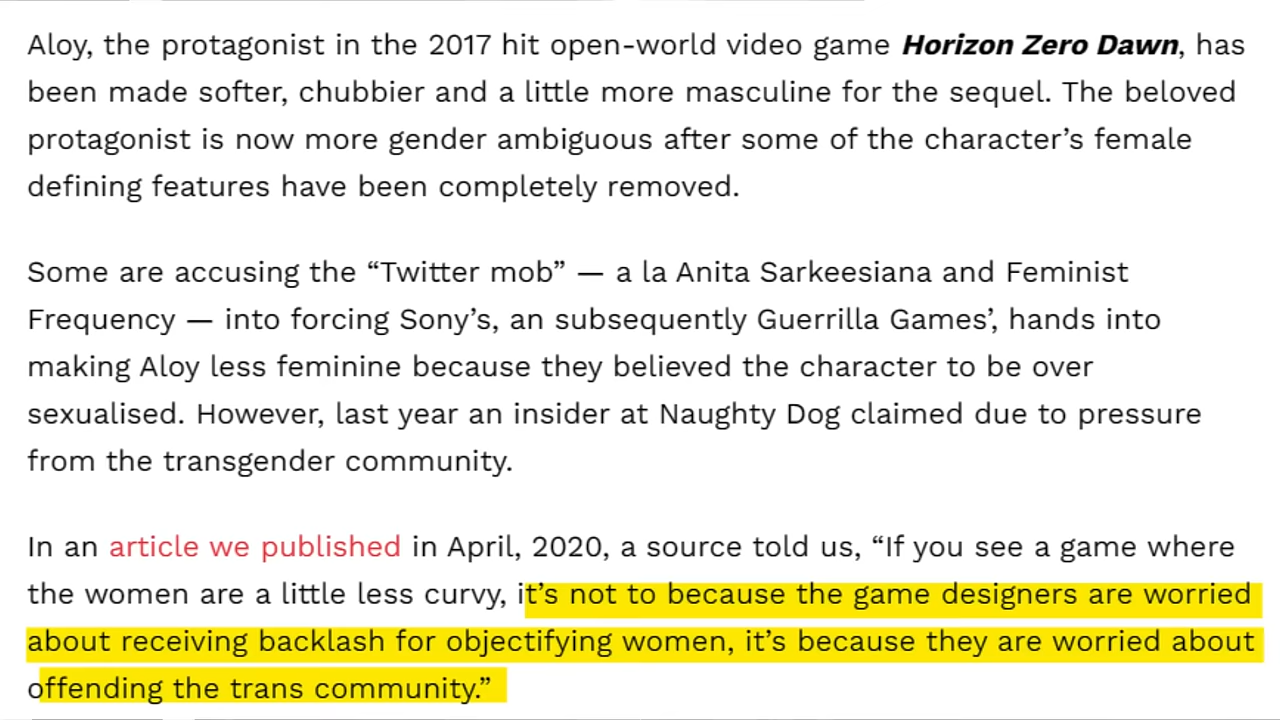 Aloy, the protagonist in the 2017 hit open-world video game Horizon Zero Dawn, has
been made softer, chubbier and a little more masculine for the sequel. The beloved
protagonist is now more gender ambiguous after some of the character’s female
defining features have been completely removed.
Some are accusing the “Twitter mob” — a la Anita Sarkeesiana and Feminist
Frequency — into forcing Sony’s, an subsequently Guerrilla Games’, hands into
making Aloy less feminine because they believed the character to be over
sexualised. However, last year an insider at Naughty Dog claimed due to pressure
from the transgender community.
In an article we published in April, 2020, a source told us, “If you see a game where
the women are a little less curvy, it’s not to because the game designers are worried
about receiving backlash for objectifying women, it’s because they are worried about
offending the trans community.”